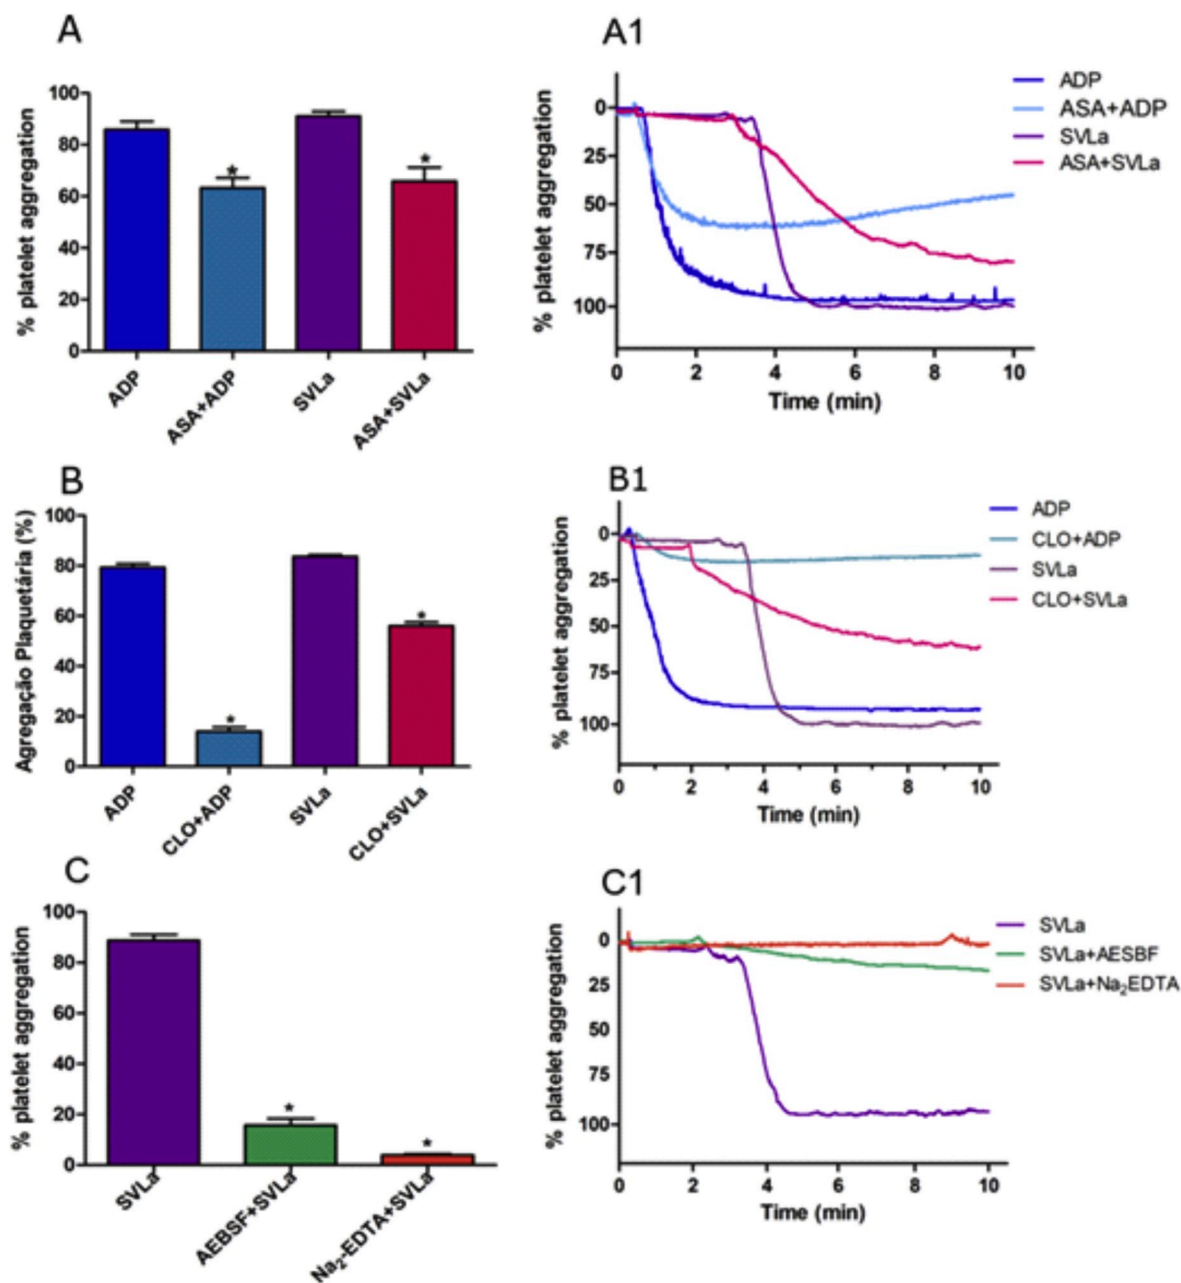 A
% platelet aggregation
100
80
60
40
20
0
*
*
ADP
ASA+ADP
SVLa
ASA+SVLa
A1
% platelet aggregation
0
25
50
75
100
0 2 4 6 8 10
Time (min)
ADP
ASA+ADP
SVLa
ASA+SVLa
B
Agregação Plaquetária (%)
100
80
60
40
20
0
*
*
ADP
CLO+ADP
SVLa
CLO+SVLa
B1
% platelet aggregation
0
25
50
75
100
0 2 4 6 8 10
Time (min)
ADP
CLO+ADP
SVLa
CLO+SVLa
C
% platelet aggregation
100
80
60
40
20
0
*
*
SVLa
AEBSF+SVLa
Na₂-EDTA+SVLa
C1
% platelet aggregation
0
25
50
75
100
0 2 4 6 8 10
Time (min)
SVLa
SVLa+AESBF
SVLa+Na₂EDTA